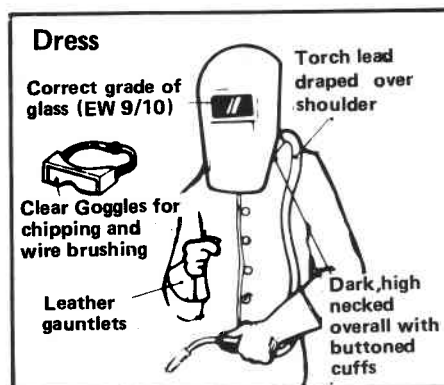 Dress
Correct grade of
glass (EW 9/10)
Torch lead
draped over
shoulder
Clear Goggles for
chipping and
wire brushing
Leather
gauntlets
Dark,high
necked
overall with
buttoned
cuffs